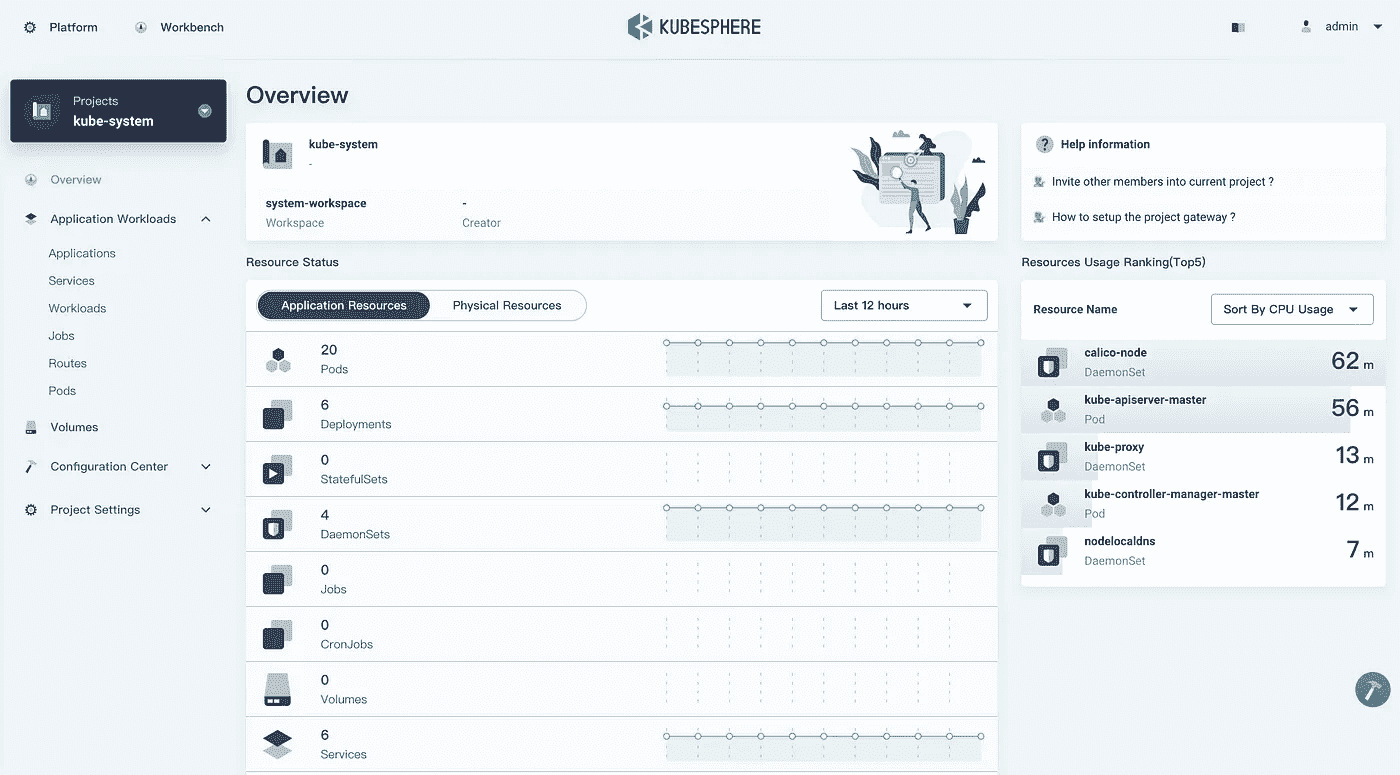 Platform
Workbench
KUBESPHERE
admin
Projects
kube-system
Overview
Application Workloads
Applications
Services
Workloads
Jobs
Routes
Pods
Volumes
Configuration Center
Project Settings
Overview
kube-system
-
system-workspace
-
Workspace
Creator
Help information
Invite other members into current project ?
How to setup the project gateway ?
Resource Status
Application Resources
Physical Resources
Last 12 hours
20
Pods
6
Deployments
0
StatefulSets
4
DaemonSets
0
Jobs
0
CronJobs
0
Volumes
6
Services
Resources Usage Ranking(Top5)
Resource Name
Sort By CPU Usage
calico-node
DaemonSet
62 m
kube-apiserver-master
Pod
56 m
kube-proxy
DaemonSet
13 m
kube-controller-manager-master
Pod
12 m
nodelocaldns
DaemonSet
7 m